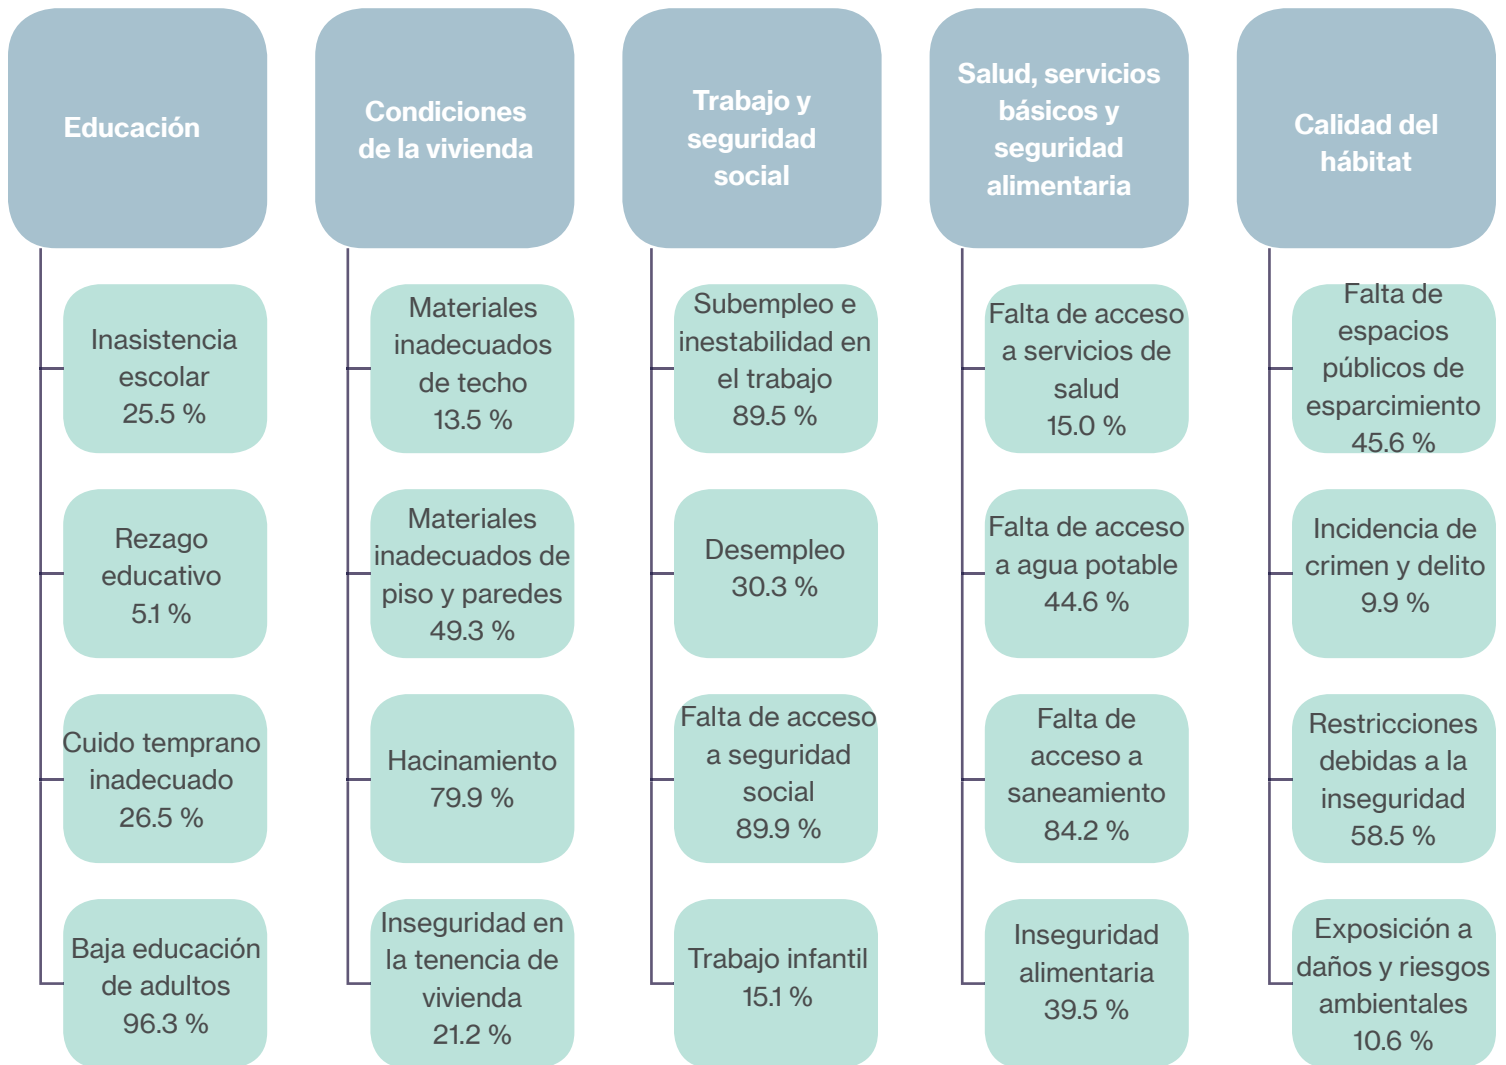 Educación
Inasistencia
escolar
25.5 %
Rezago
educativo
5.1 %
Cuido temprano
inadecuado
26.5 %
Baja educación
de adultos
96.3 %
Condiciones
de la vivienda
Materiales
inadecuados
de techo
13.5 %
Materiales
inadecuados de
piso y paredes
49.3 %
Hacinamiento
79.9 %
Inseguridad en
la tenencia de
vivienda
21.2 %
Trabajo y
seguridad
social
Subempleo e
inestabilidad en
el trabajo
89.5 %
Desempleo
30.3 %
Falta de acceso
a seguridad
social
89.9 %
Trabajo infantil
15.1 %
Salud, servicios
básicos y
seguridad
alimentaria
Falta de acceso
a servicios de
salud
15.0 %
Falta de acceso
a agua potable
44.6 %
Falta de
acceso a
saneamiento
84.2 %
Inseguridad
alimentaria
39.5 %
Calidad del
hábitat
Falta de
espacios
públicos de
esparcimiento
45.6 %
Incidencia de
crimen y delito
9.9 %
Restricciones
debidas a la
inseguridad
58.5 %
Exposición a
daños y riesgos
ambientales
10.6 %